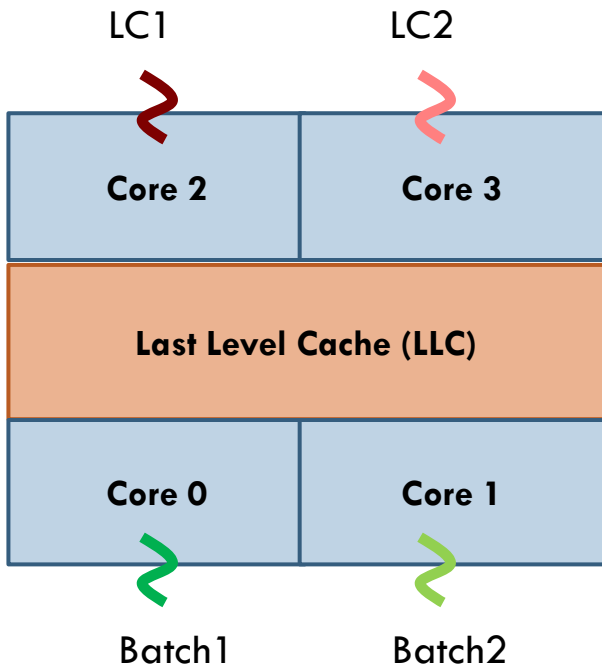 LC1 LC2
Core 2 Core 3
Last Level Cache (LLC)
Core 0 Core 1
Batch1 Batch2